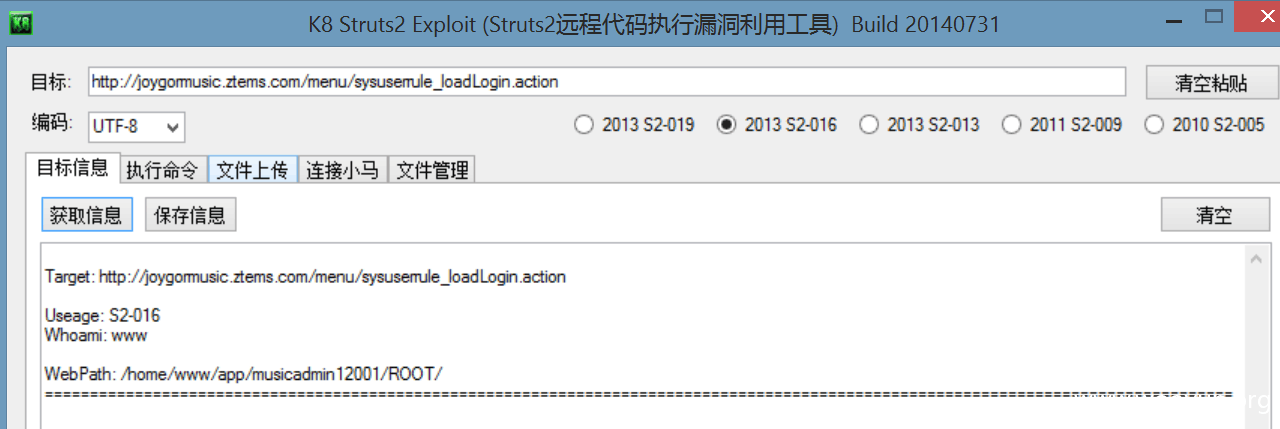 K8 Struts2 Exploit (Struts2远程代码执行漏洞利用工具) Build 20140731
目标: http://joygormusic.ztems.com/menu/sysuserrule_loadLogin.action 清空粘贴
编码: UTF-8 2013 S2-019 2013 S2-016 2013 S2-013 2011 S2-009 2010 S2-005
目标信息 执行命令 文件上传 连接小马 文件管理
获取信息 保存信息 清空
Target: http://joygormusic.ztems.com/menu/sysuserrule_loadLogin.action
Useage: S2-016
Whoami: www
WebPath: /home/www/app/musicadmin12001/ROOT/